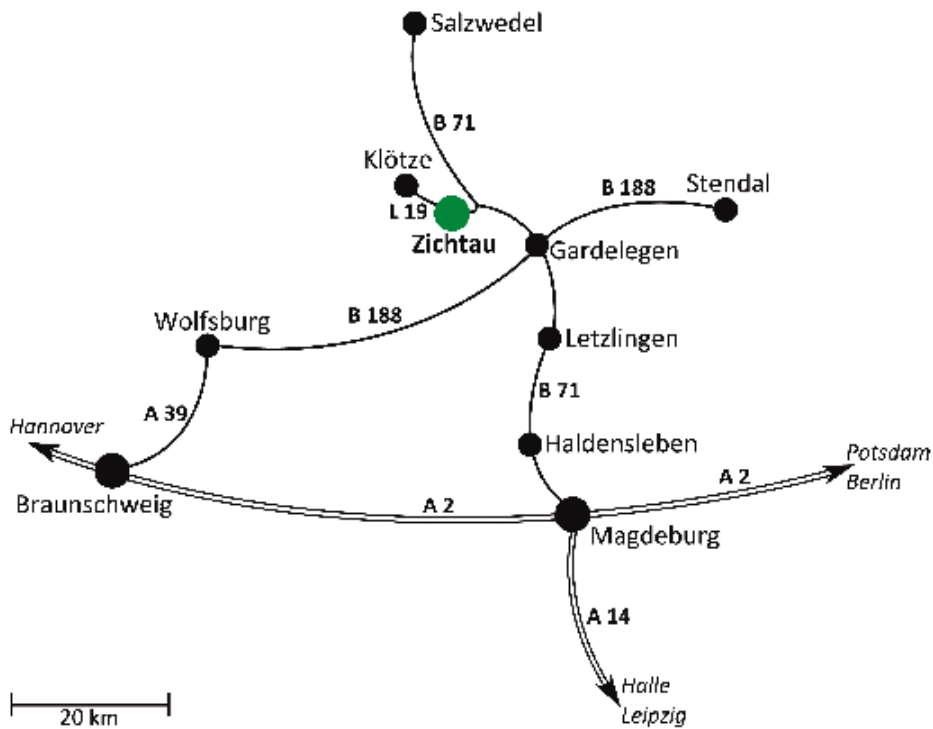 Salzwedel
B 71
Klötze
B 188
Stendal
L 19
Zichtau
Gardelegen
B 188
Wolfsburg
Letzlingen
B 71
A 39
Hannover
Haldensleben
Potsdam
Berlin
A 2
Braunschweig
A 2
Magdeburg
A 14
Halle
Leipzig
20 km